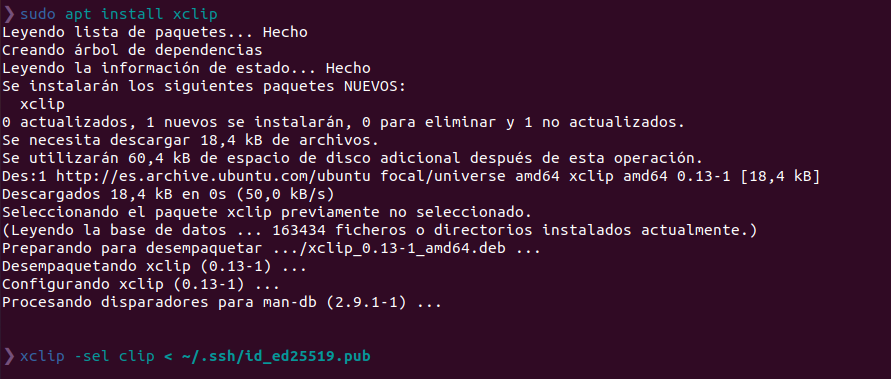 ❯ sudo apt install xclip
Leyendo lista de paquetes... Hecho
Creando árbol de dependencias
Leyendo la información de estado... Hecho
Se instalarán los siguientes paquetes NUEVOS:
  xclip
0 actualizados, 1 nuevos se instalarán, 0 para eliminar y 1 no actualizados.
Se necesita descargar 18,4 kB de archivos.
Se utilizarán 60,4 kB de espacio de disco adicional después de esta operación.
Des:1 http://es.archive.ubuntu.com/ubuntu focal/universe amd64 xclip amd64 0.13-1 [18,4 kB]
Descargados 18,4 kB en 0s (50,0 kB/s)
Seleccionando el paquete xclip previamente no seleccionado.
(Leyendo la base de datos ... 163434 ficheros o directorios instalados actualmente.)
Preparando para desempaquetar .../xclip_0.13-1_amd64.deb ...
Desempaquetando xclip (0.13-1) ...
Configurando xclip (0.13-1) ...
Procesando disparadores para man-db (2.9.1-1) ...
❯ xclip -sel clip < ~/.ssh/id_ed25519.pub